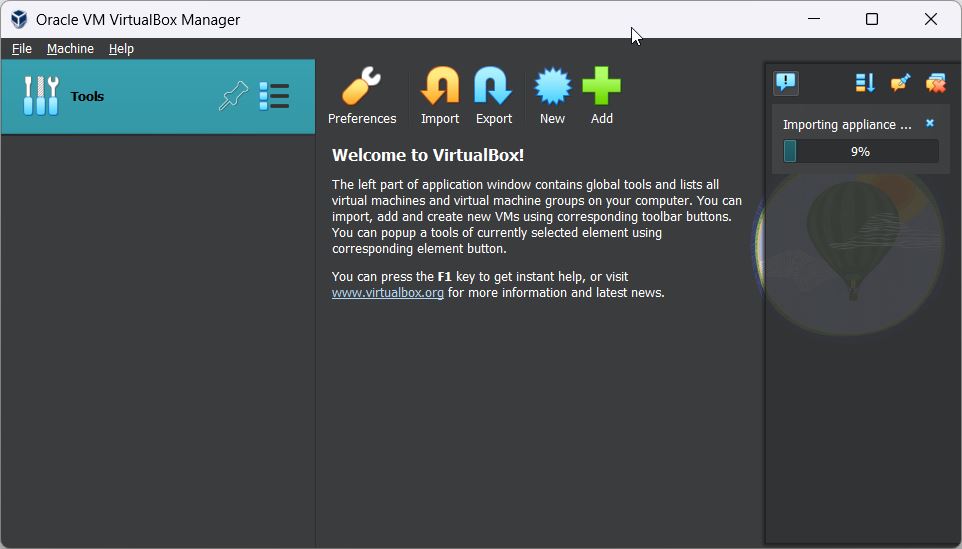 Oracle VM VirtualBox Manager
File Machine Help
Tools
Preferences Import Export New Add
Welcome to VirtualBox!
The left part of application window contains global tools and lists all
virtual machines and virtual machine groups on your computer. You can
import, add and create new VMs using corresponding toolbar buttons.
You can popup a tools of currently selected element using
corresponding element button.
You can press the F1 key to get instant help, or visit
www.virtualbox.org for more information and latest news.
Importing appliance ...
9%